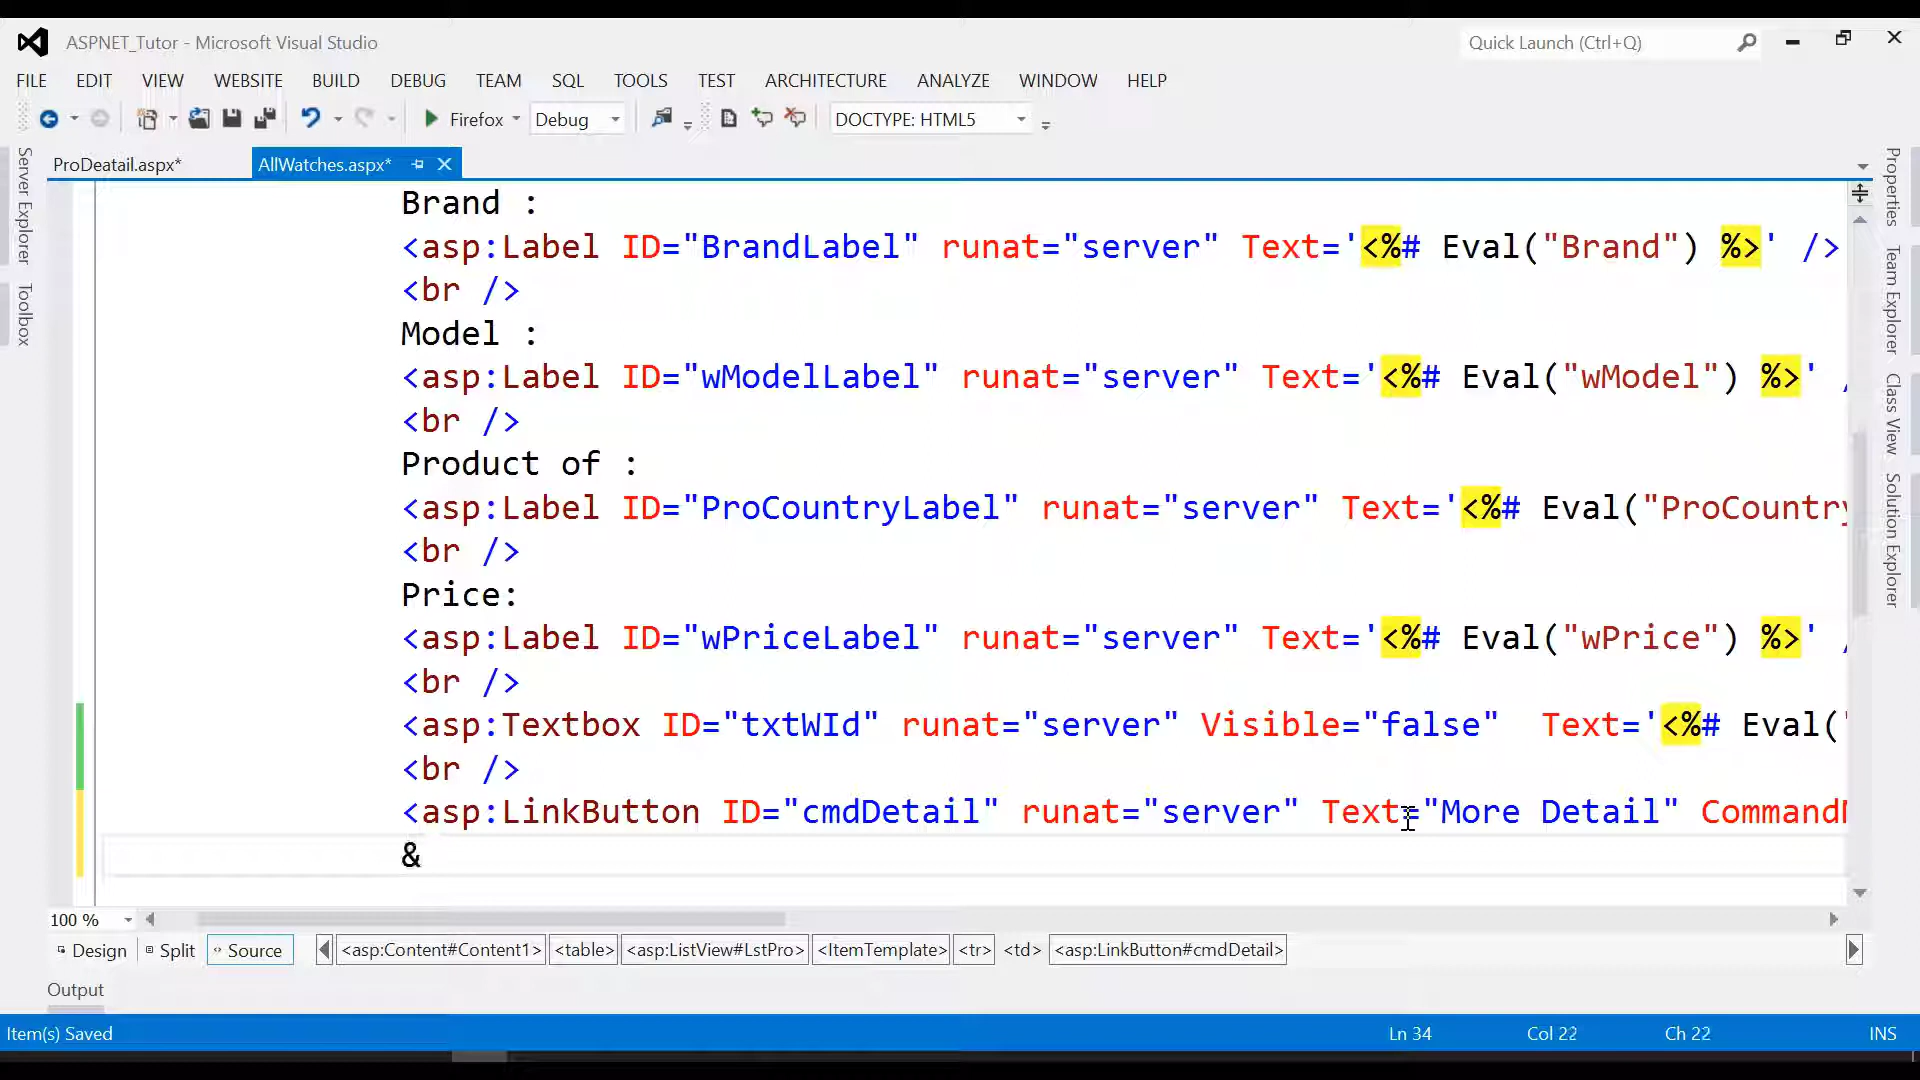 ASPNET_Tutor - Microsoft Visual Studio
Quick Launch (Ctrl+Q)
FILE EDIT VIEW WEBSITE BUILD DEBUG TEAM SQL TOOLS TEST ARCHITECTURE ANALYZE WINDOW HELP
Firefox Debug DOCTYPE: HTML5
ProDeatail.aspx* AllWatches.aspx*
Server Explorer
Toolbox
Brand :
<asp:Label ID="BrandLabel" runat="server" Text='<%# Eval("Brand") %>' />
<br />
Model :
<asp:Label ID="wModelLabel" runat="server" Text='<%# Eval("wModel") %>' /
<br />
Product of :
<asp:Label ID="ProCountryLabel" runat="server" Text='<%# Eval("ProCountry
<br />
Price:
<asp:Label ID="wPriceLabel" runat="server" Text='<%# Eval("wPrice") %>' /
<br />
<asp:Textbox ID="txtWId" runat="server" Visible="false" Text='<%# Eval("
<br />
<asp:LinkButton ID="cmdDetail" runat="server" Text="More Detail" Command
&
Properties
Team Explorer
Class View
Solution Explorer
100 %
Design Split Source <asp:Content#Content1> <table> <asp:ListView#LstPro> <ItemTemplate> <tr> <td> <asp:LinkButton#cmdDetail>
Output
Item(s) Saved Ln 34 Col 22 Ch 22 INS